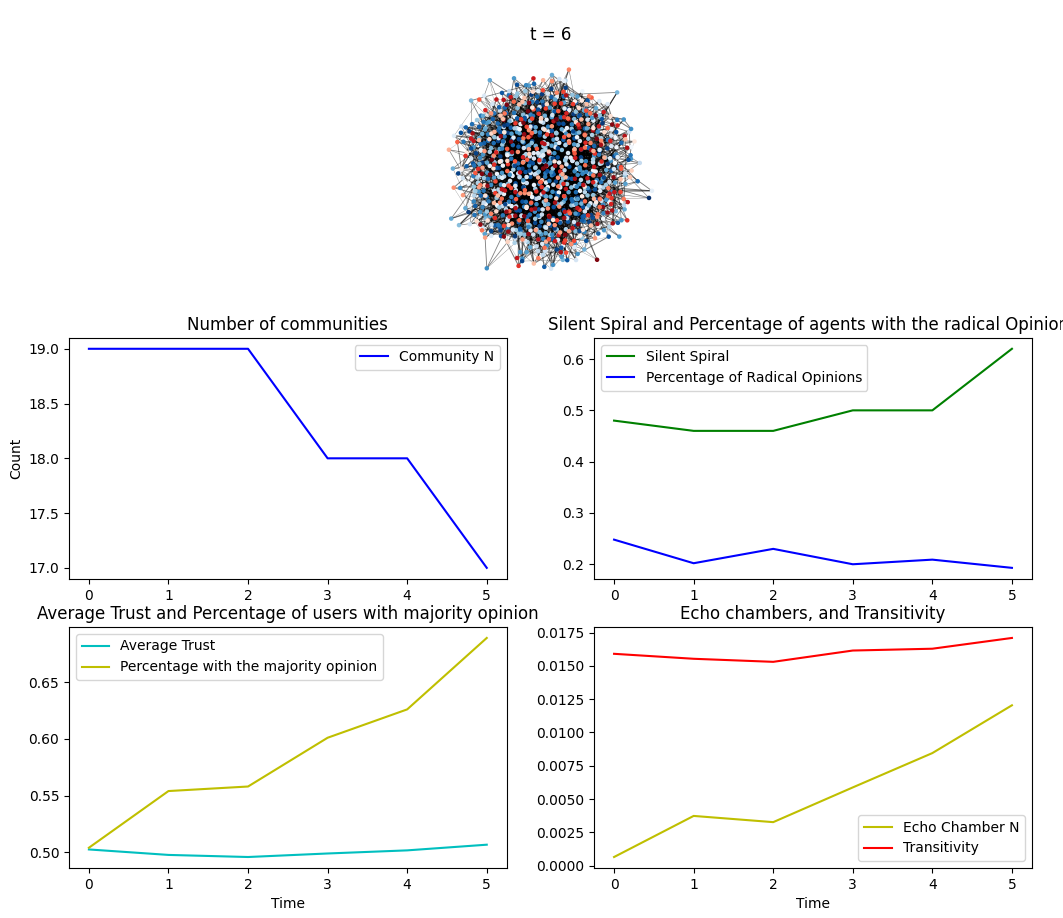 t = 6
Number of communities
Silent Spiral and Percentage of agents with the radical Opinion
Community N
Silent Spiral
Percentage of Radical Opinions
Count
19.0
18.5
18.0
17.5
17.0
0 1 2 3 4 5
0.6
0.5
0.4
0.3
0.2
0 1 2 3 4 5
Average Trust and Percentage of users with majority opinion
Echo chambers, and Transitivity
Average Trust
Percentage with the majority opinion
0.65
0.60
0.55
0.50
0 1 2 3 4 5
Time
0.0175
0.0150
0.0125
0.0100
0.0075
0.0050
0.0025
0.0000
Echo Chamber N
Transitivity
0 1 2 3 4 5
Time